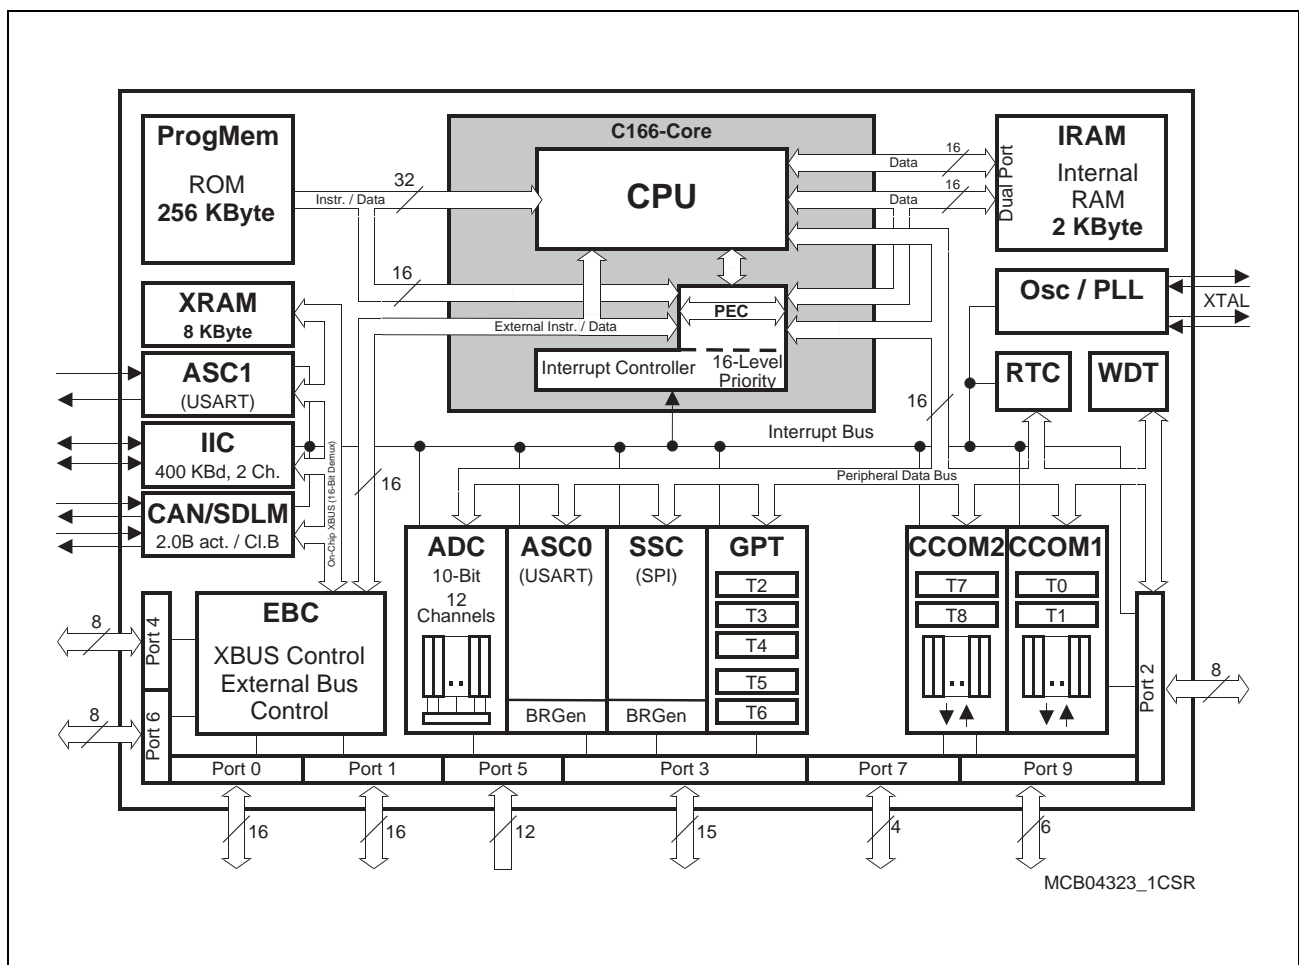 C166-Core
ProgMem
ROM
256 KByte
32
Instr. / Data
CPU
16
Data
16
Data
Dual Port
IRAM
Internal
RAM
2 KByte
16
XRAM
8 KByte
External Instr. / Data
PEC
Interrupt Controller
16-Level
Priority
Osc / PLL
XTAL
ASC1
(USART)
RTC
WDT
16
IIC
400 KBd, 2 Ch.
Interrupt Bus
On-Chip XBUS (16-Bit Demux)
16
Peripheral Data Bus
CAN/SDLM
2.0B act. / Cl.B
EBC
XBUS Control
External Bus
Control
ADC
10-Bit
12
Channels
ASC0
(USART)
BRGen
SSC
(SPI)
BRGen
GPT
T2
T3
T4
T5
T6
CCOM2
T7
T8
CCOM1
T0
T1
8
Port 4
8
Port 6
Port 2
8
Port 0
Port 1
Port 5
Port 3
Port 7
Port 9
16
16
12
15
4
6
MCB04323_1CSR